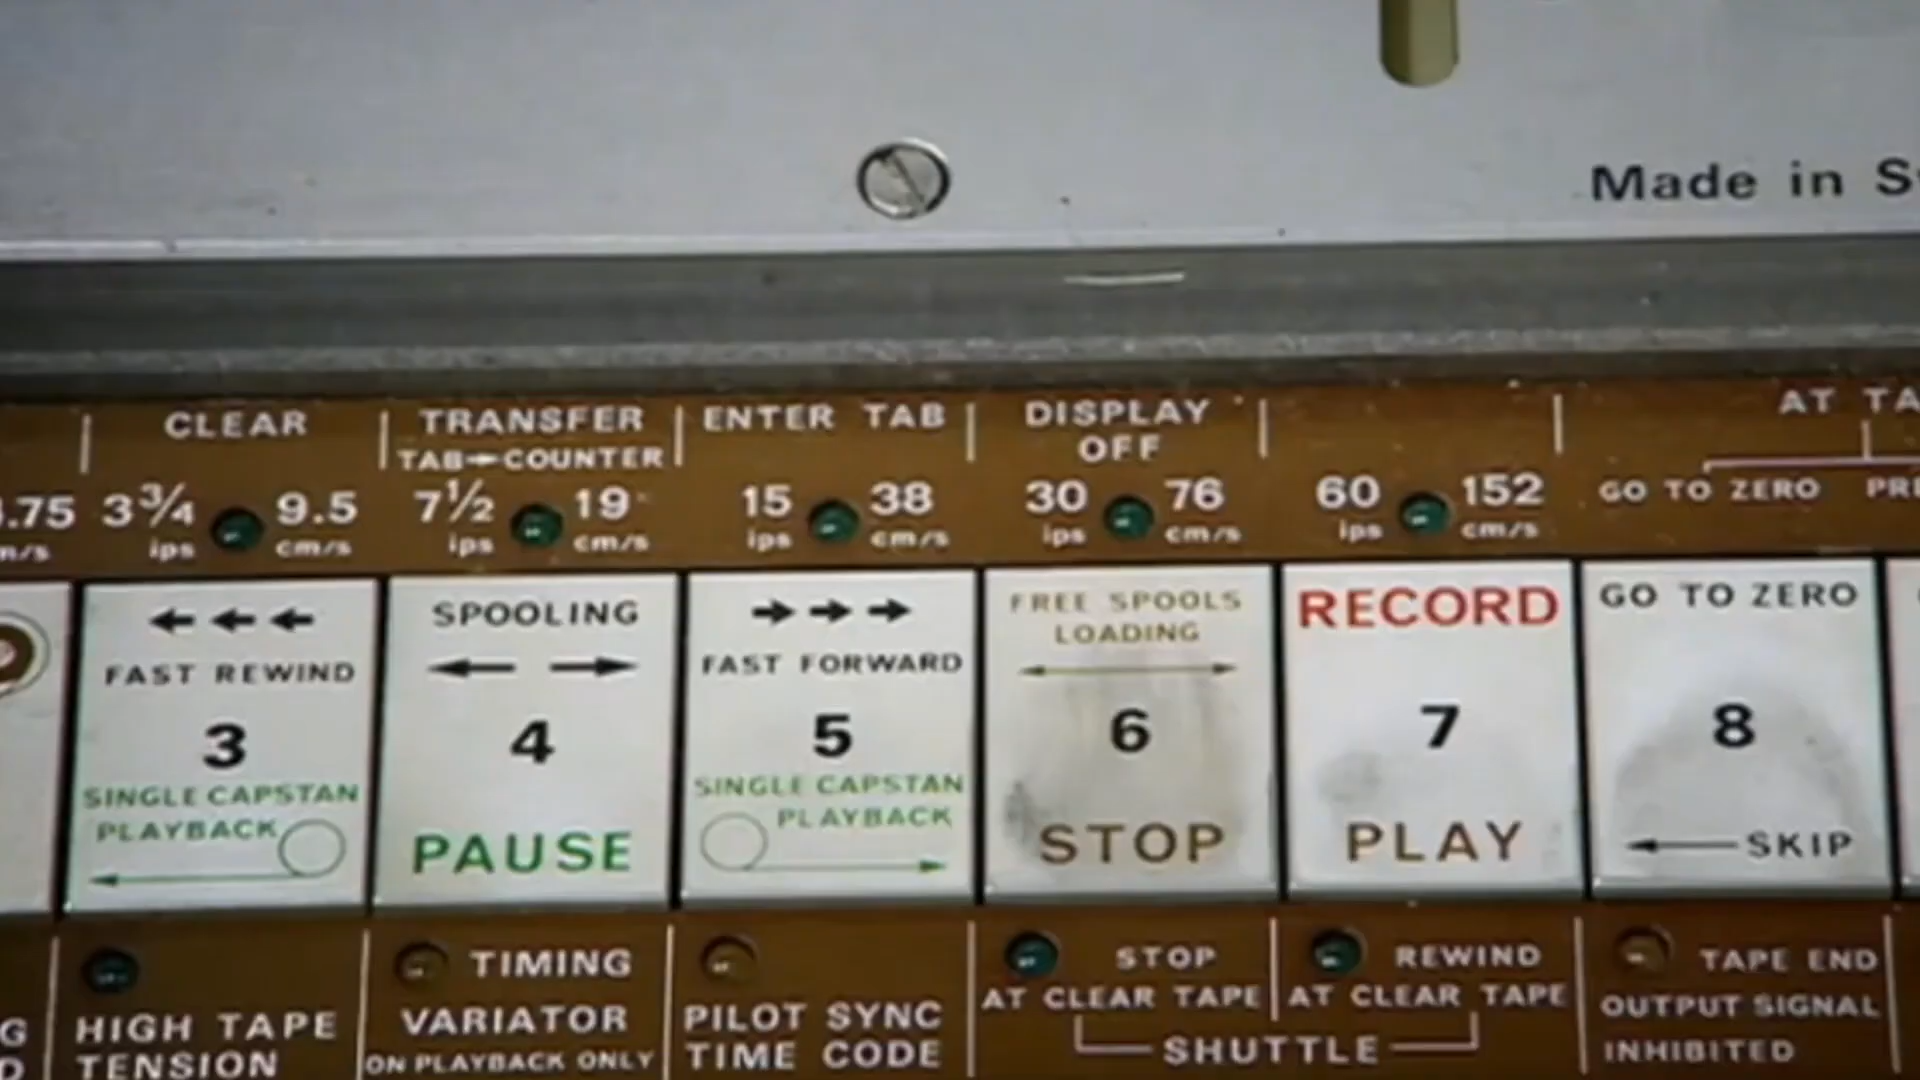 Made in S
CLEAR
TRANSFER
TAB→COUNTER
ENTER TAB
DISPLAY
OFF
AT TA
.75
m/s
3¾ ips 9.5 cm/s
7½ ips 19 cm/s
15 ips 38 cm/s
30 ips 76 cm/s
60 ips 152 cm/s
GO TO ZERO PRE
←←←
FAST REWIND
3
SINGLE CAPSTAN
PLAYBACK
SPOOLING
← →
4
PAUSE
→→→
FAST FORWARD
5
SINGLE CAPSTAN
PLAYBACK
FREE SPOOLS
LOADING
6
STOP
RECORD
7
PLAY
GO TO ZERO
8
←SKIP
G
D
HIGH TAPE
TENSION
TIMING
VARIATOR
ON PLAYBACK ONLY
PILOT SYNC
TIME CODE
STOP
AT CLEAR TAPE
REWIND
AT CLEAR TAPE
SHUTTLE
TAPE END
OUTPUT SIGNAL
INHIBITED